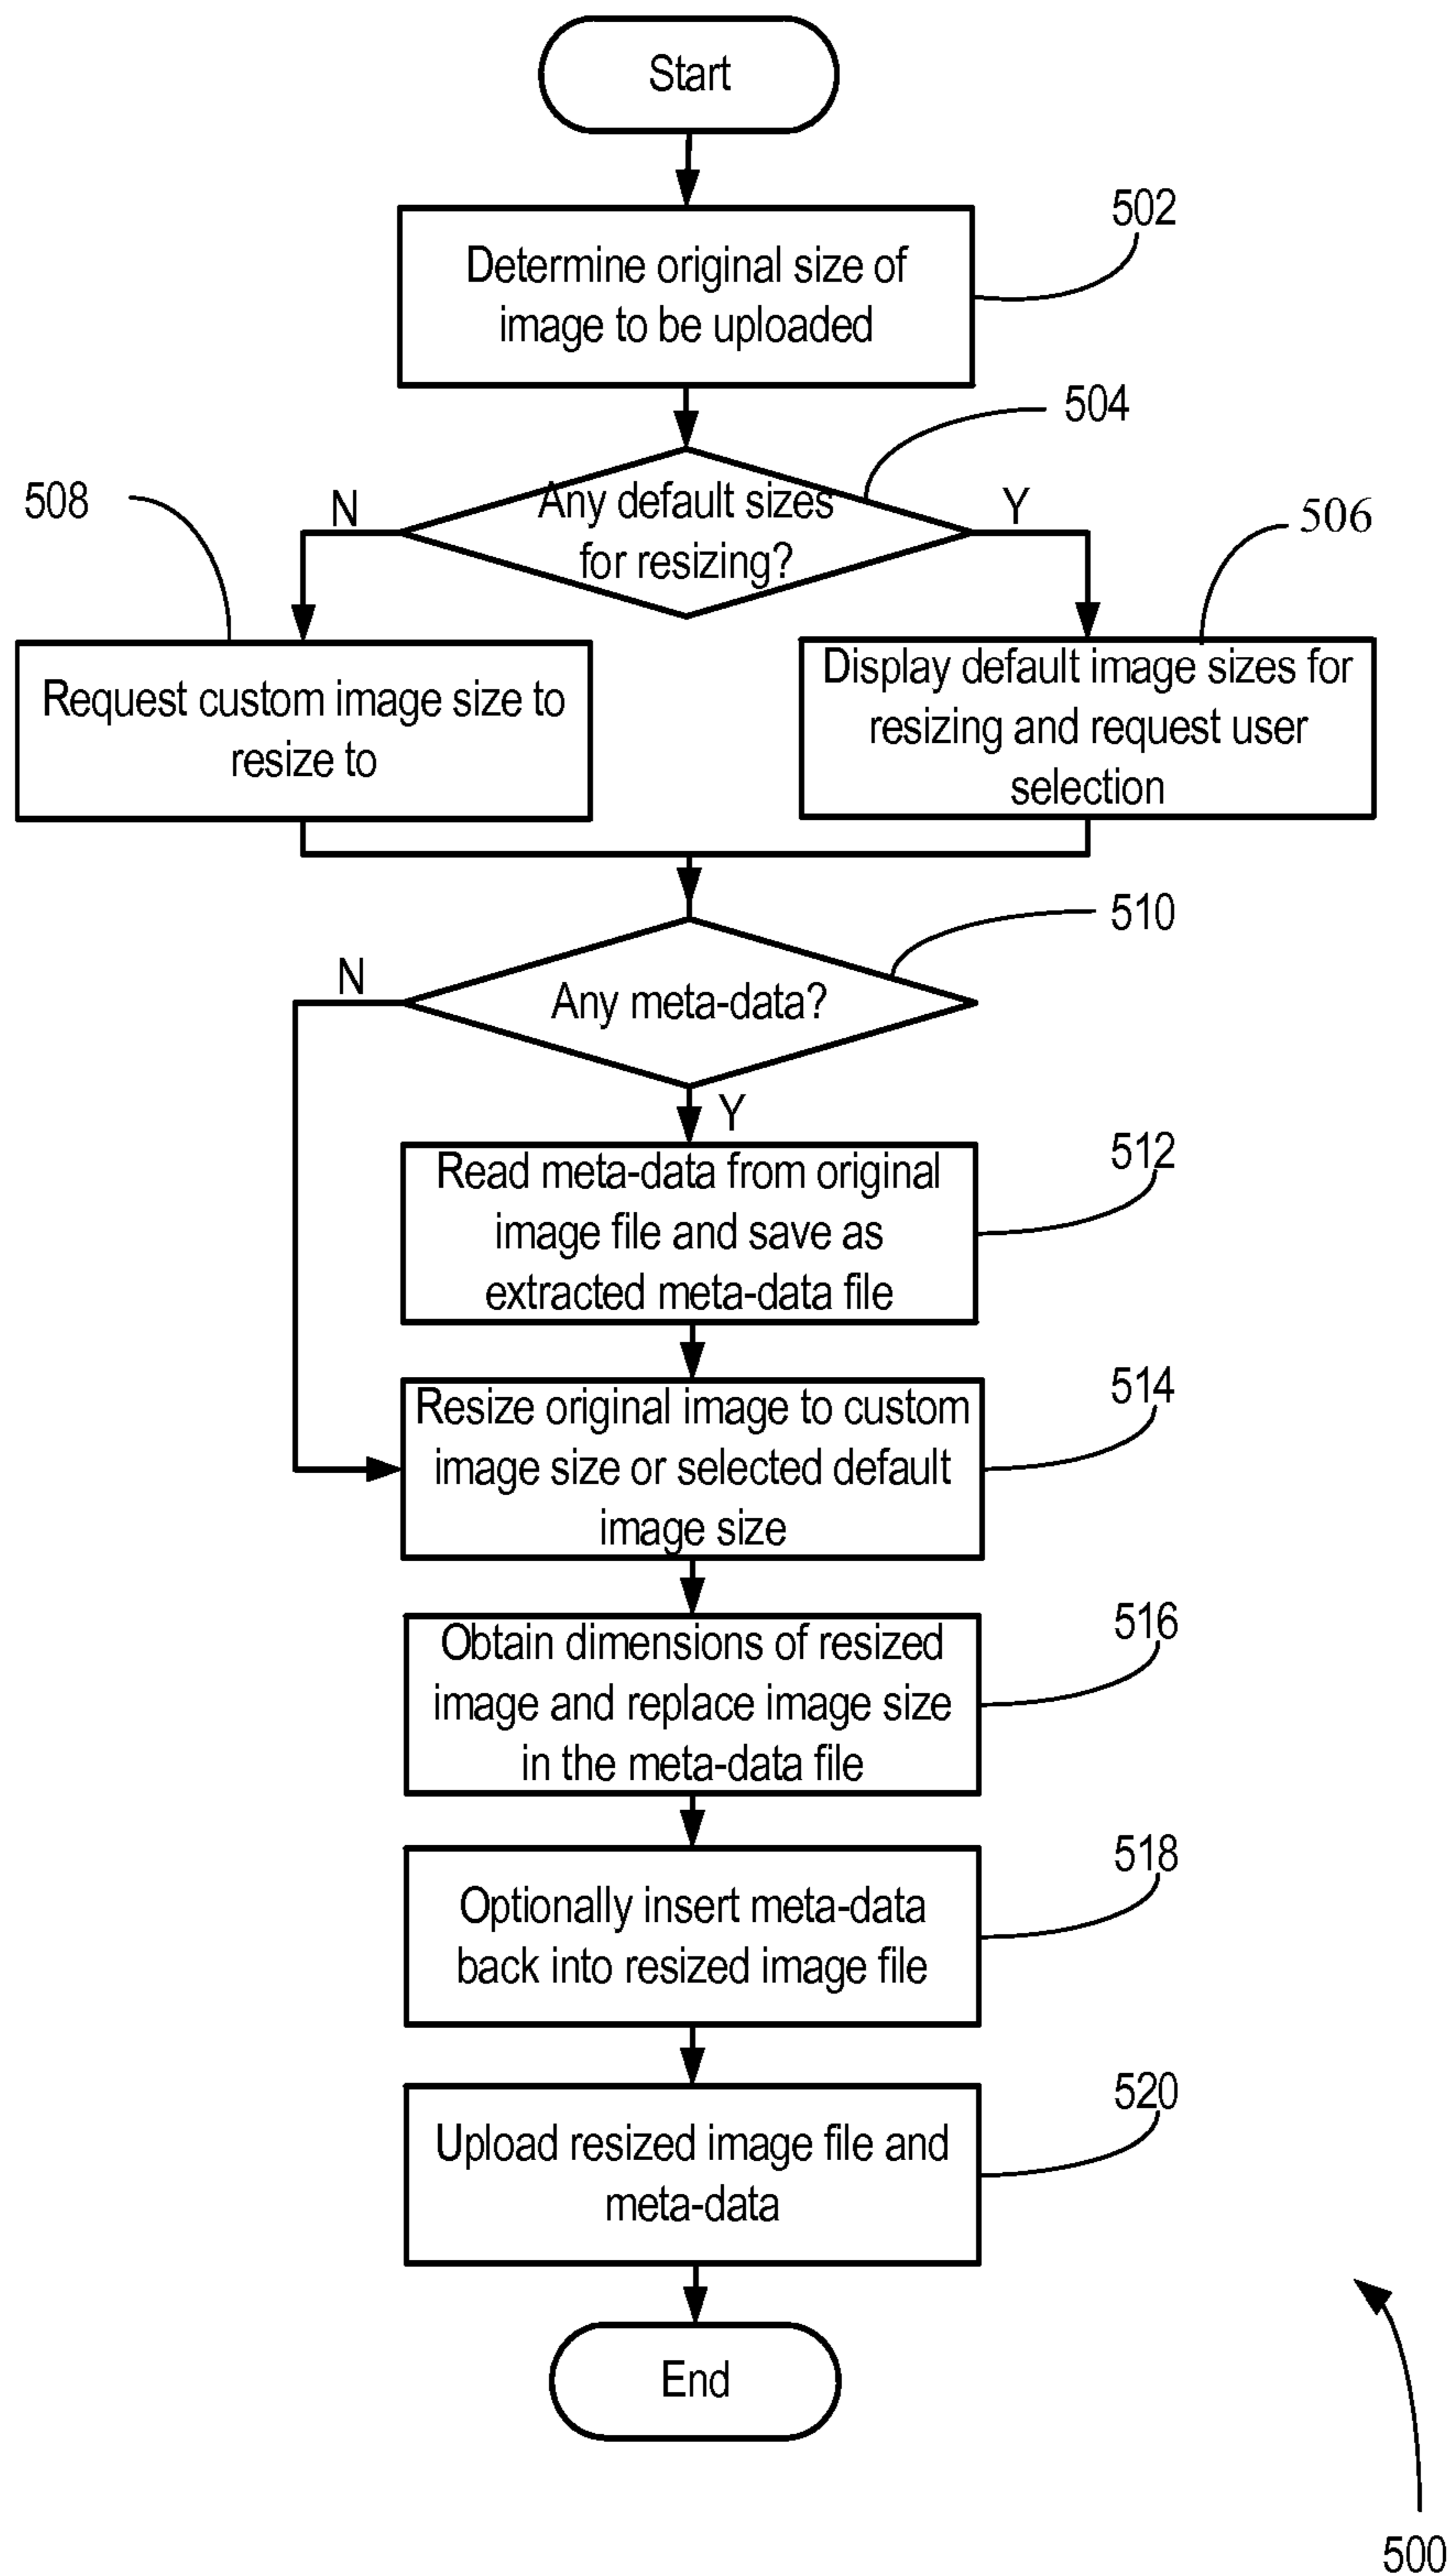 Start
502
Determine original size of
image to be uploaded
504
Any default sizes
for resizing?
N
Y
508
506
Request custom image size to
resize to
Display default image sizes for
resizing and request user
selection
510
Any meta-data?
N
Y
512
Read meta-data from original
image file and save as
extracted meta-data file
514
Resize original image to custom
image size or selected default
image size
516
Obtain dimensions of resized
image and replace image size
in the meta-data file
518
Optionally insert meta-data
back into resized image file
520
Upload resized image file and
meta-data
End
500